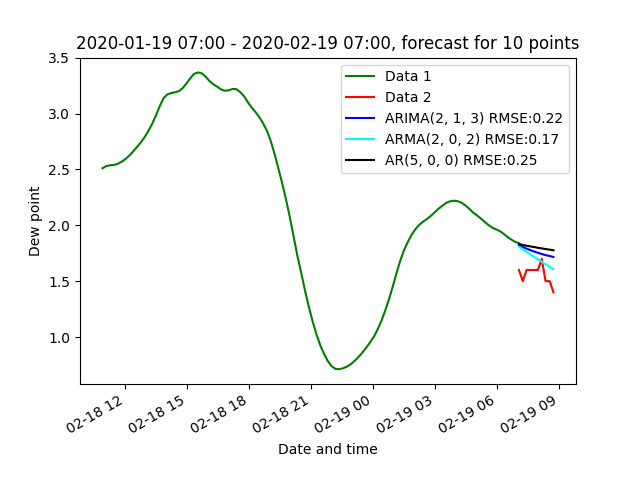 2020-01-19 07:00 - 2020-02-19 07:00, forecast for 10 points
Data 1
Data 2
ARIMA(2, 1, 3) RMSE:0.22
ARMA(2, 0, 2) RMSE:0.17
AR(5, 0, 0) RMSE:0.25
3.5
3.0
2.5
2.0
1.5
1.0
Dew point
02-18 12
02-18 15
02-18 18
02-18 21
02-19 00
02-19 03
02-19 06
02-19 09
Date and time